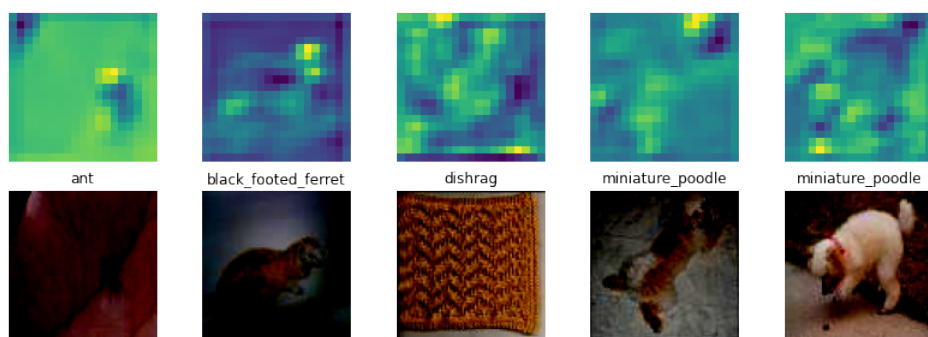 ant
black_footed_ferret
dishrag
miniature_poodle
miniature_poodle